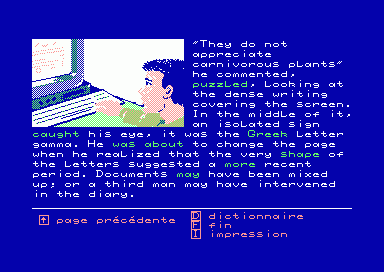 "They do not
appreciate
carnivorous plants"
he commented,
puzzled. Looking at
the dense writing
covering the screen.
In the middle of it,
an isolated sign
caught his eye, it was the Greek letter
gamma. He was about to change the page
when he realized that the very shape of
the letters suggested a more recent
period. Documents may have been mixed
up; or a third man may have intervened
in the diary.
↑ page précédente
D dictionnaire
F fin
I impression